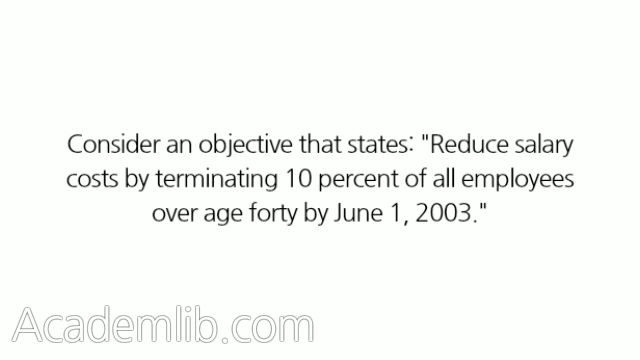 Consider an objective that states: "Reduce salary
costs by terminating 10 percent of all employees
over age forty by June 1, 2003."
Academlib.com